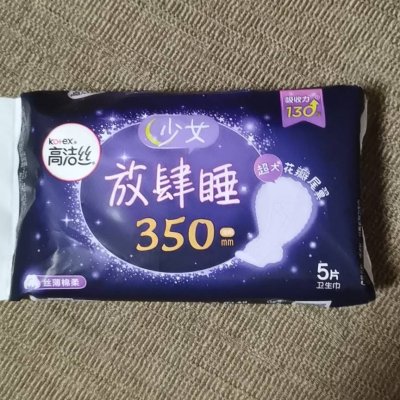 kotex
高洁丝
少女
放肆睡
350mm
吸收力
130%
超大花瓣尾翼
5片
卫生巾
丝薄棉柔